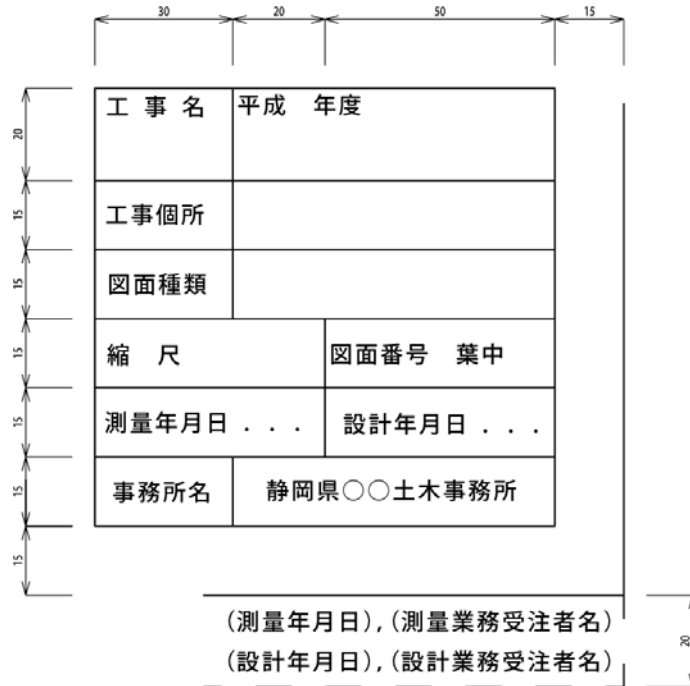 30 20 50 15
20
工 事 名 平成　年度
15
工事個所
15
図面種類
15
縮　尺 図面番号　葉中
15
測量年月日 . . . 設計年月日 . . .
15
事務所名 静岡県○○土木事務所
15
(測量年月日),(測量業務受注者名)
20
(設計年月日),(設計業務受注者名)